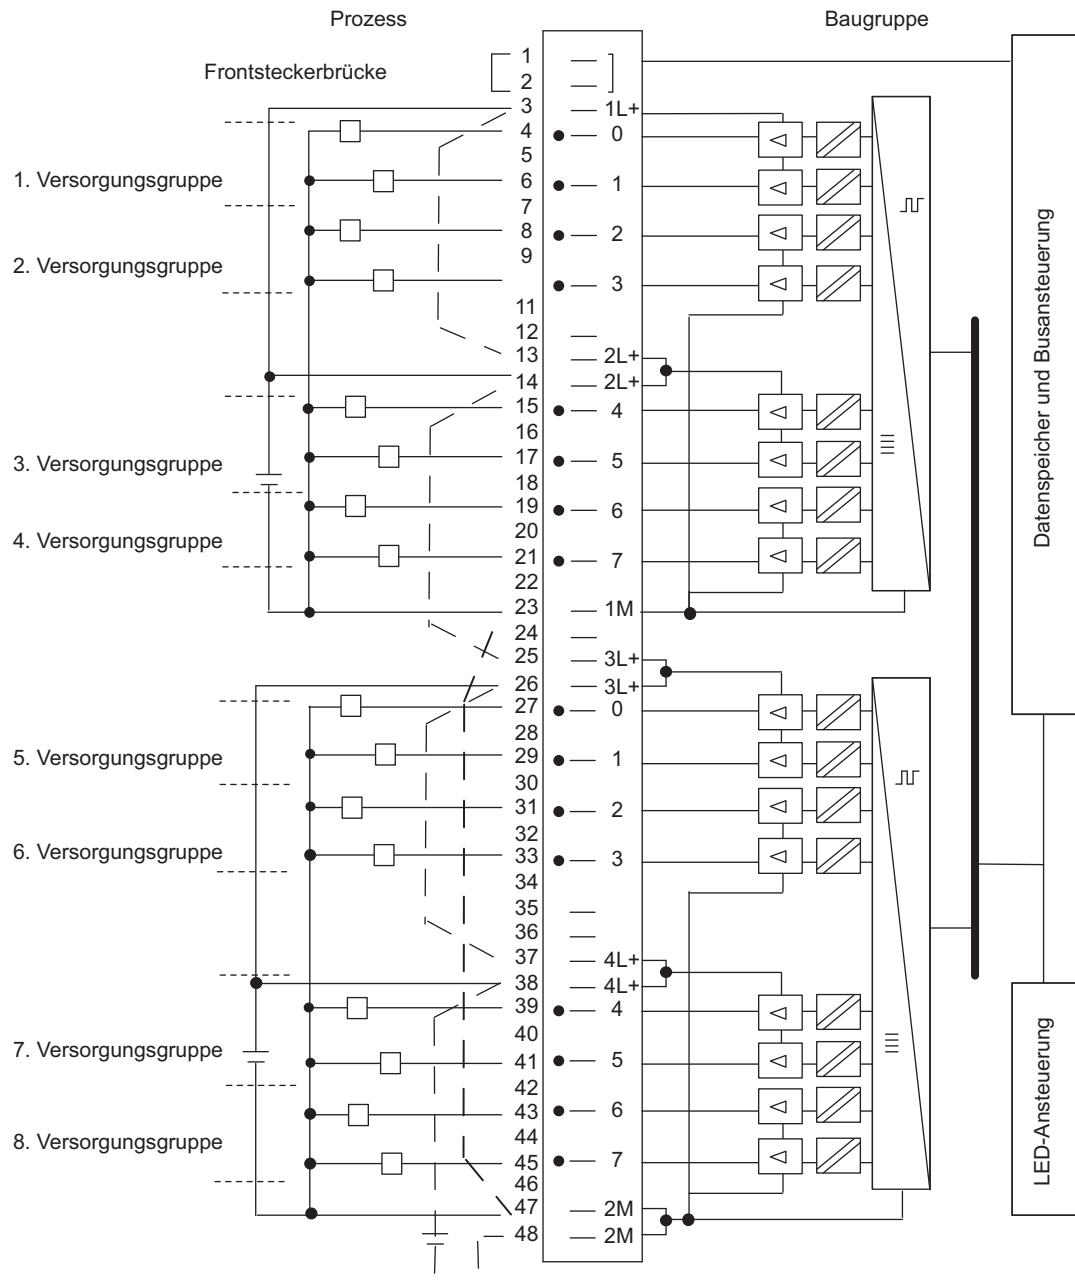 Prozess
Baugruppe
Frontsteckerbrücke
1. Versorgungsgruppe
2. Versorgungsgruppe
3. Versorgungsgruppe
4. Versorgungsgruppe
5. Versorgungsgruppe
6. Versorgungsgruppe
7. Versorgungsgruppe
8. Versorgungsgruppe
1
2
3
4
5
6
7
8
9
11
12
13
14
15
16
17
18
19
20
21
22
23
24
25
26
27
28
29
30
31
32
33
34
35
36
37
38
39
40
41
42
43
44
45
46
47
48
1L+
0
1
2
3
2L+
2L+
4
5
6
7
1M
3L+
3L+
0
1
2
3
4L+
4L+
4
5
6
7
2M
2M
Datenspeicher und Busansteuerung
LED-Ansteuerung